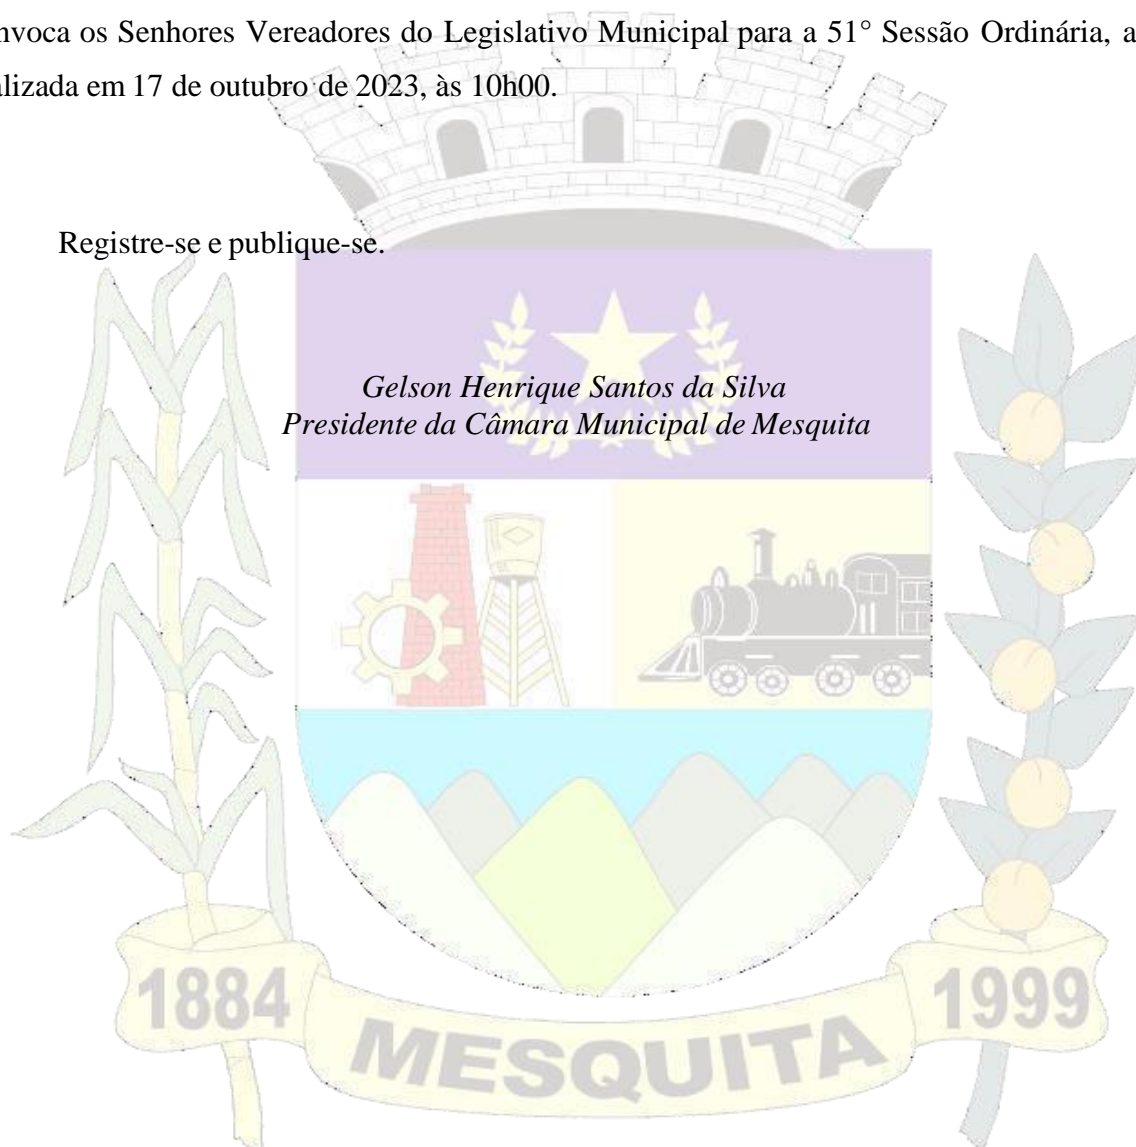 nvoca os Senhores Vereadores do Legislativo Municipal para a 51° Sessão Ordinária, a
alizada em 17 de outubro de 2023, às 10h00.
Registre-se e publique-se.
Gelson Henrique Santos da Silva
Presidente da Câmara Municipal de Mesquita
1884
1999
MESQUITA